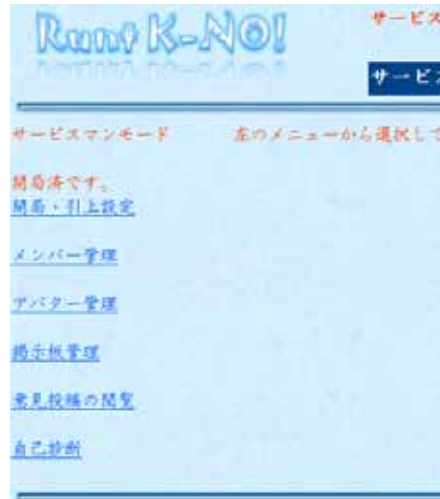 Runt K-NO!
サービス
サービス
サービスマンモード 左のメニューから選択して
開局済です。
開局・引上設定
メンバー管理
アバター管理
掲示板管理
意見投稿の閲覧
自己診断